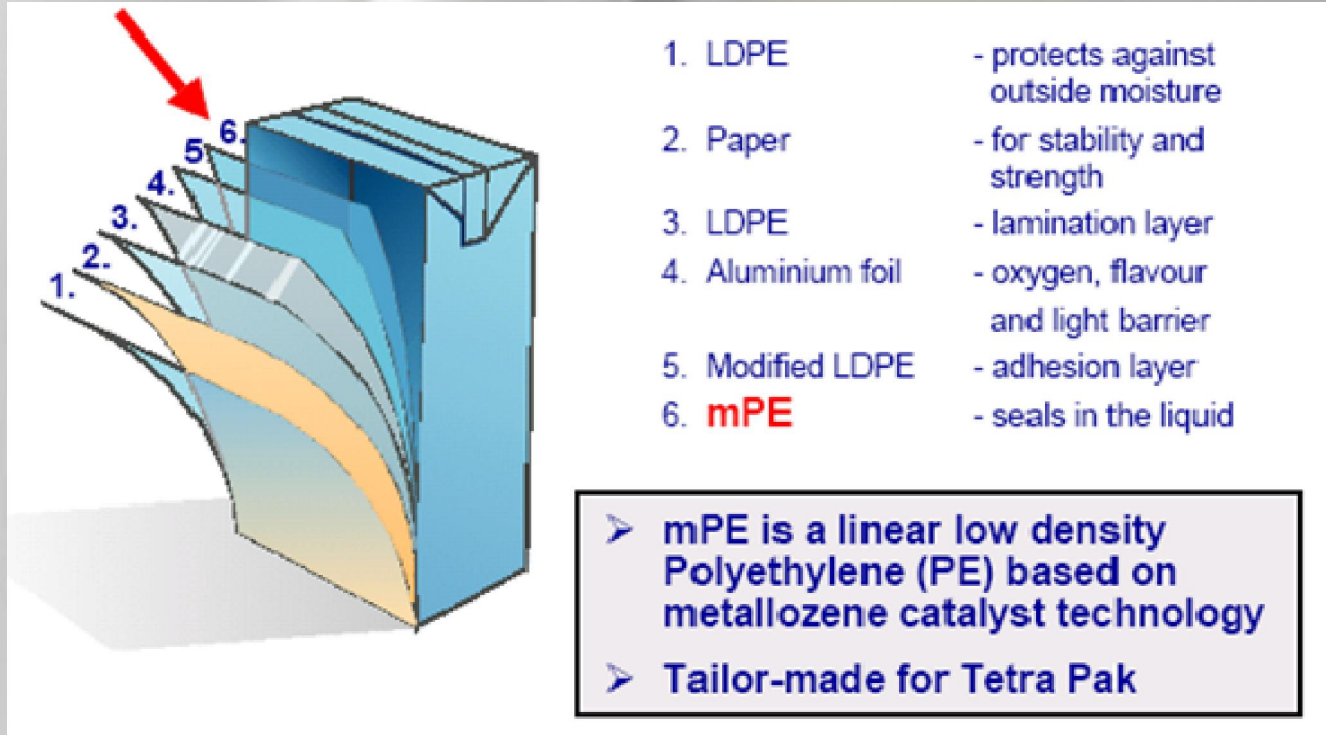 6.
5
4.
3.
2.
1.
1. LDPE - protects against
outside moisture
2. Paper - for stability and
strength
3. LDPE - lamination layer
4. Aluminium foil - oxygen, flavour
and light barrier
5. Modified LDPE - adhesion layer
6. mPE - seals in the liquid
➢ mPE is a linear low density
Polyethylene (PE) based on
metallozene catalyst technology
➢ Tailor-made for Tetra Pak